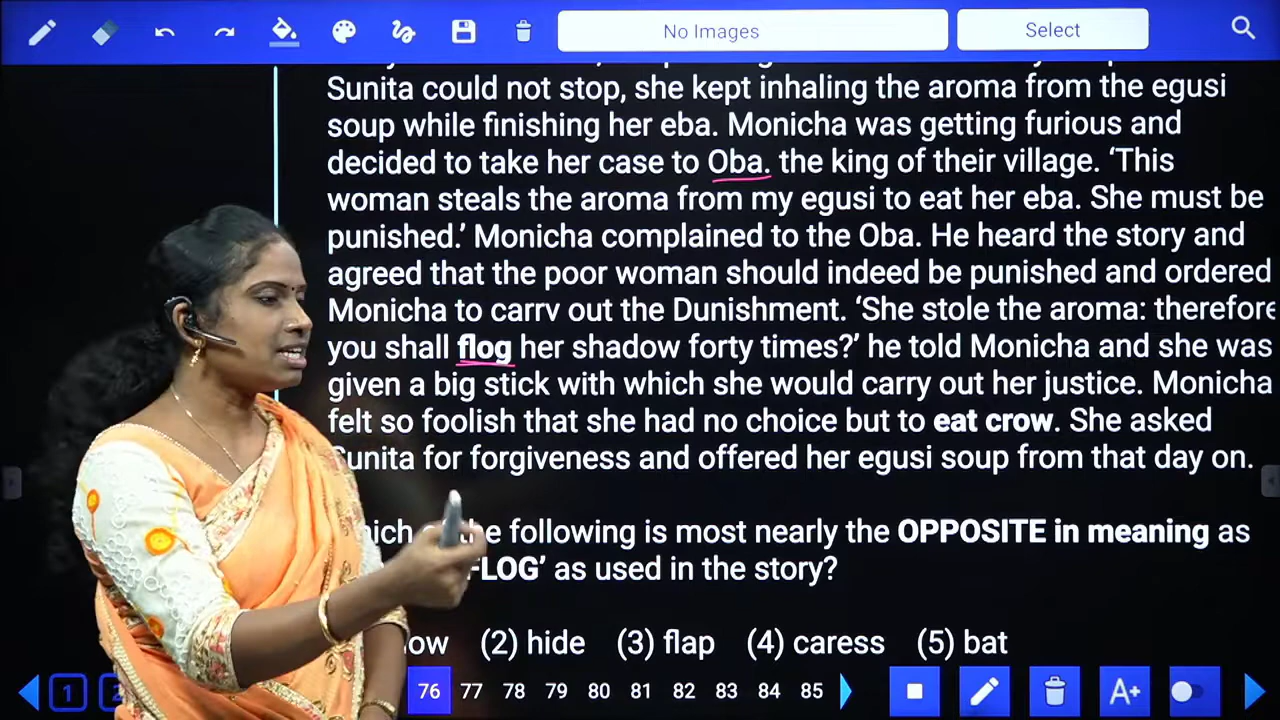 No Images
Select
Sunita could not stop, she kept inhaling the aroma from the egusi
soup while finishing her eba. Monicha was getting furious and
decided to take her case to Oba. the king of their village. ‘This
woman steals the aroma from my egusi to eat her eba. She must be
punished.’ Monicha complained to the Oba. He heard the story and
agreed that the poor woman should indeed be punished and ordered
Monicha to carrv out the Dunishment. ‘She stole the aroma: therefore
you shall flog her shadow forty times?’ he told Monicha and she was
given a big stick with which she would carry out her justice. Monicha
felt so foolish that she had no choice but to eat crow. She asked
Sunita for forgiveness and offered her egusi soup from that day on.
the following is most nearly the OPPOSITE in meaning as
FLOG’ as used in the story?
(2) hide (3) flap (4) caress (5) bat
1 2 76 77 78 79 80 81 82 83 84 85 A+